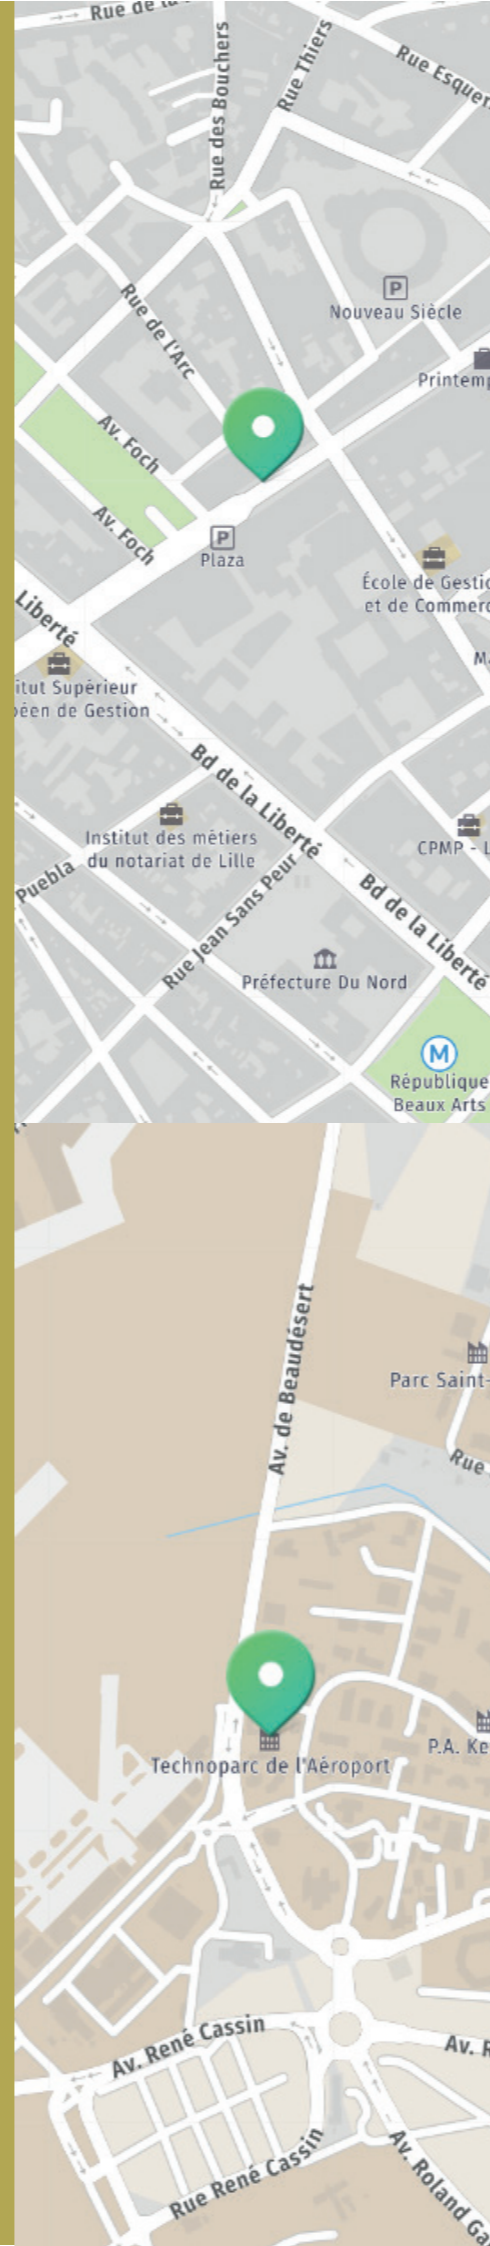 Rue de la
Rue des Bouchers
Rue Thiers
Rue Esquer
P
Nouveau Siècle
Rue de l'Arc
Printemp
Av. Foch
Av. Foch
P
Plaza
École de Gestio
et de Commerc
Liberté
itut Supérieur
péen de Gestion
Bd de la Liberté
Institut des métiers
du notariat de Lille
CPMP - L
Puebla
Rue Jean Sans Peur
Bd de la Liberté
Préfecture Du Nord
M
République
Beaux Arts
Av. de Beaudésert
Parc Saint-
Rue
P.A. Ke
Technoparc de l'Aéroport
Av. René Cassin
Av. R
Rue René Cassin
Av. Roland Ga